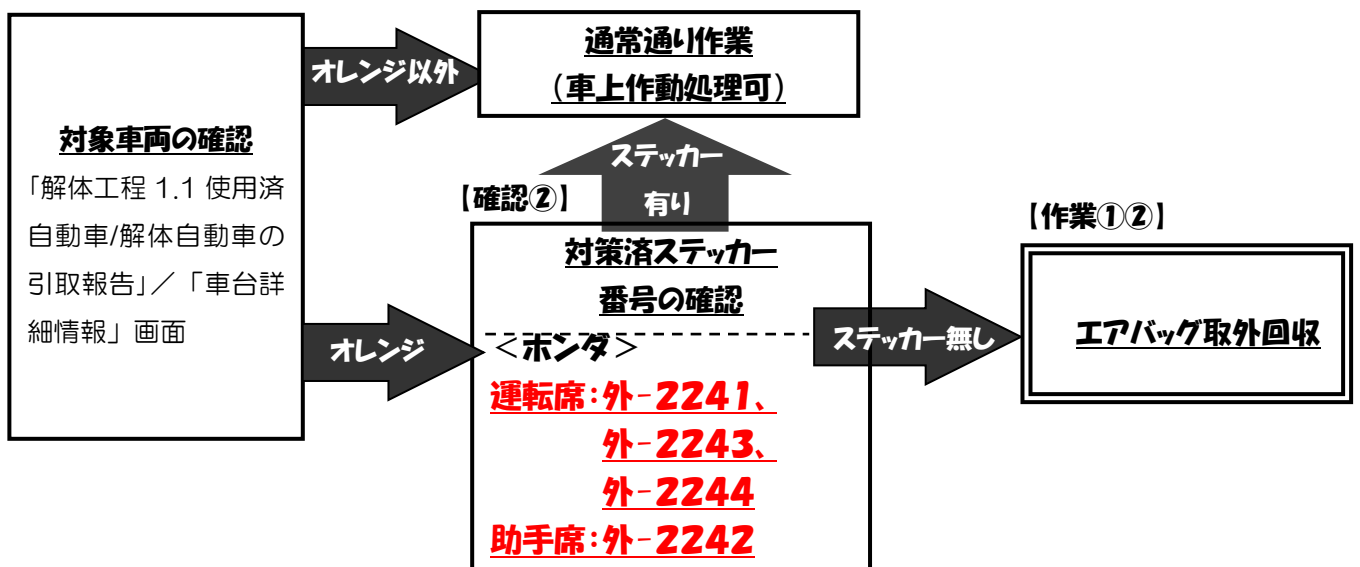 対象車両の確認
「解体工程 1.1 使用済
自動車/解体自動車の
引取報告」／「車台詳
細情報」画面
オレンジ以外
通常通り作業
（車上作動処理可）
オレンジ
【確認②】
ステッカー
有り
対策済ステッカー
番号の確認
＜ホンダ＞
運転席：外-2241、
外-2243、
外-2244
助手席：外-2242
ステッカー無し
【作業①②】
エアバッグ取外回収